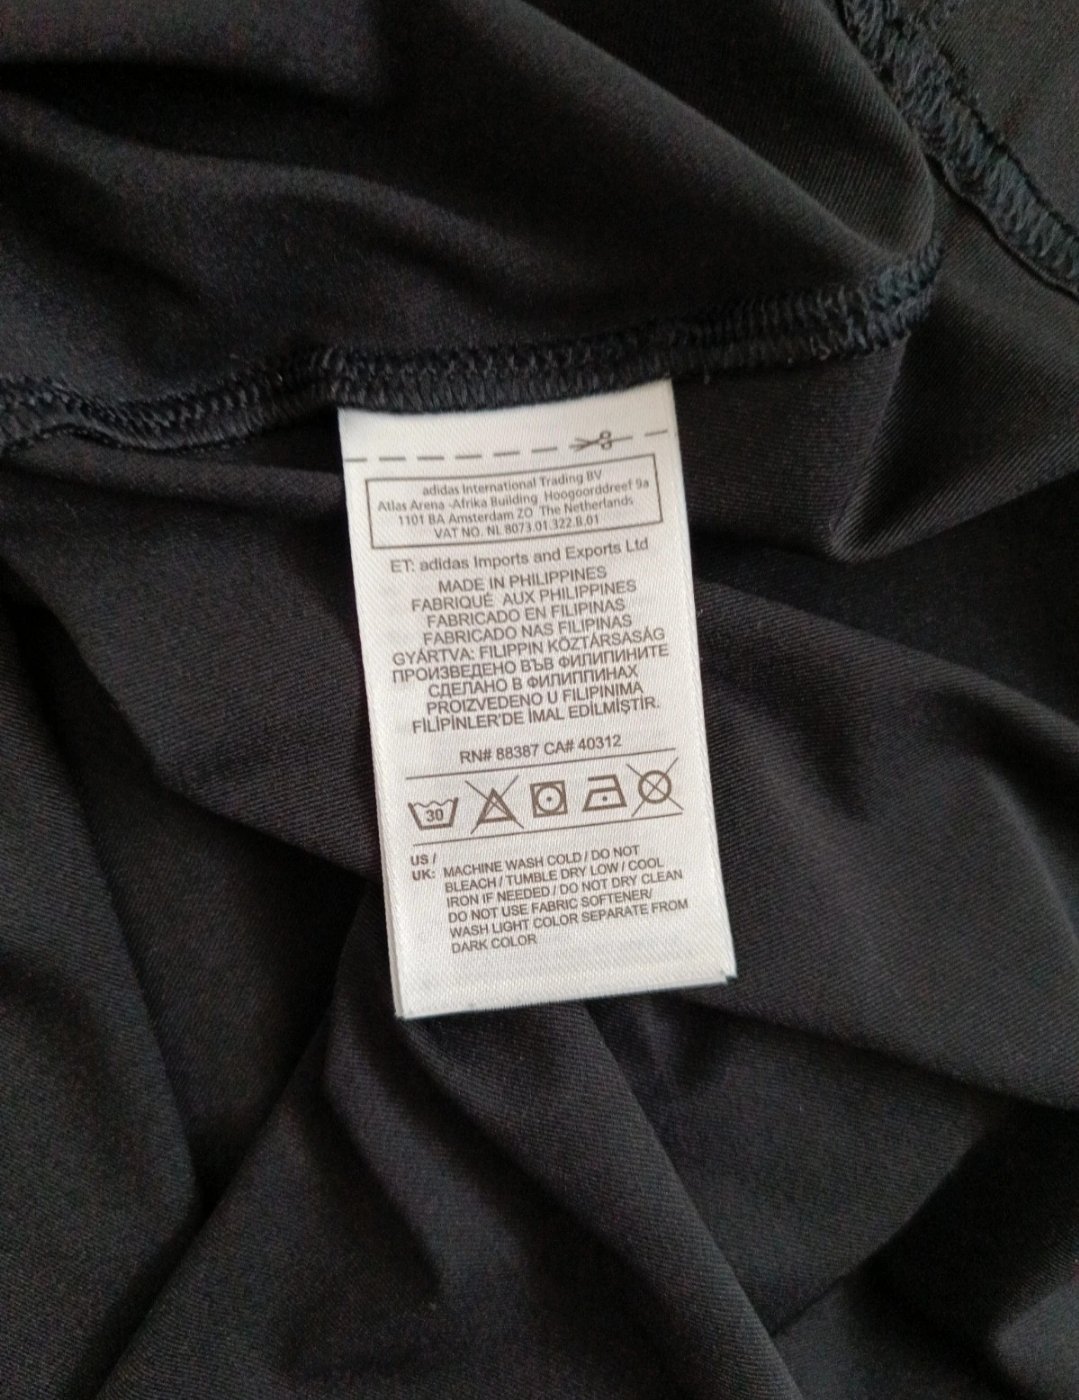 adidas International Trading BV
Atlas Arena -Afrika Building Hoogoorddreef 9a
1101 BA Amsterdam ZO The Netherlands
VAT NO. NL 8073.01.322.B.01
ET: adidas Imports and Exports Ltd
MADE IN PHILIPPINES
FABRIQUÉ AUX PHILIPPINES
FABRICADO EN FILIPINAS
FABRICADO NAS FILIPINAS
GYÁRTVA: FILIPPIN KÖZTÁRSASÁG
ПРОИЗВЕДЕНО ВЪВ ФИЛИПИНИТЕ
СДЕЛАНО В ФИЛИППИНАХ
PROIZVEDENO U FILIPINIMA
FİLİPİNLER'DE İMAL EDİLMİŞTİR.
RN# 88387 CA# 40312
30
US /
UK: MACHINE WASH COLD / DO NOT
BLEACH / TUMBLE DRY LOW / COOL
IRON IF NEEDED / DO NOT DRY CLEAN
DO NOT USE FABRIC SOFTENER/
WASH LIGHT COLOR SEPARATE FROM
DARK COLOR